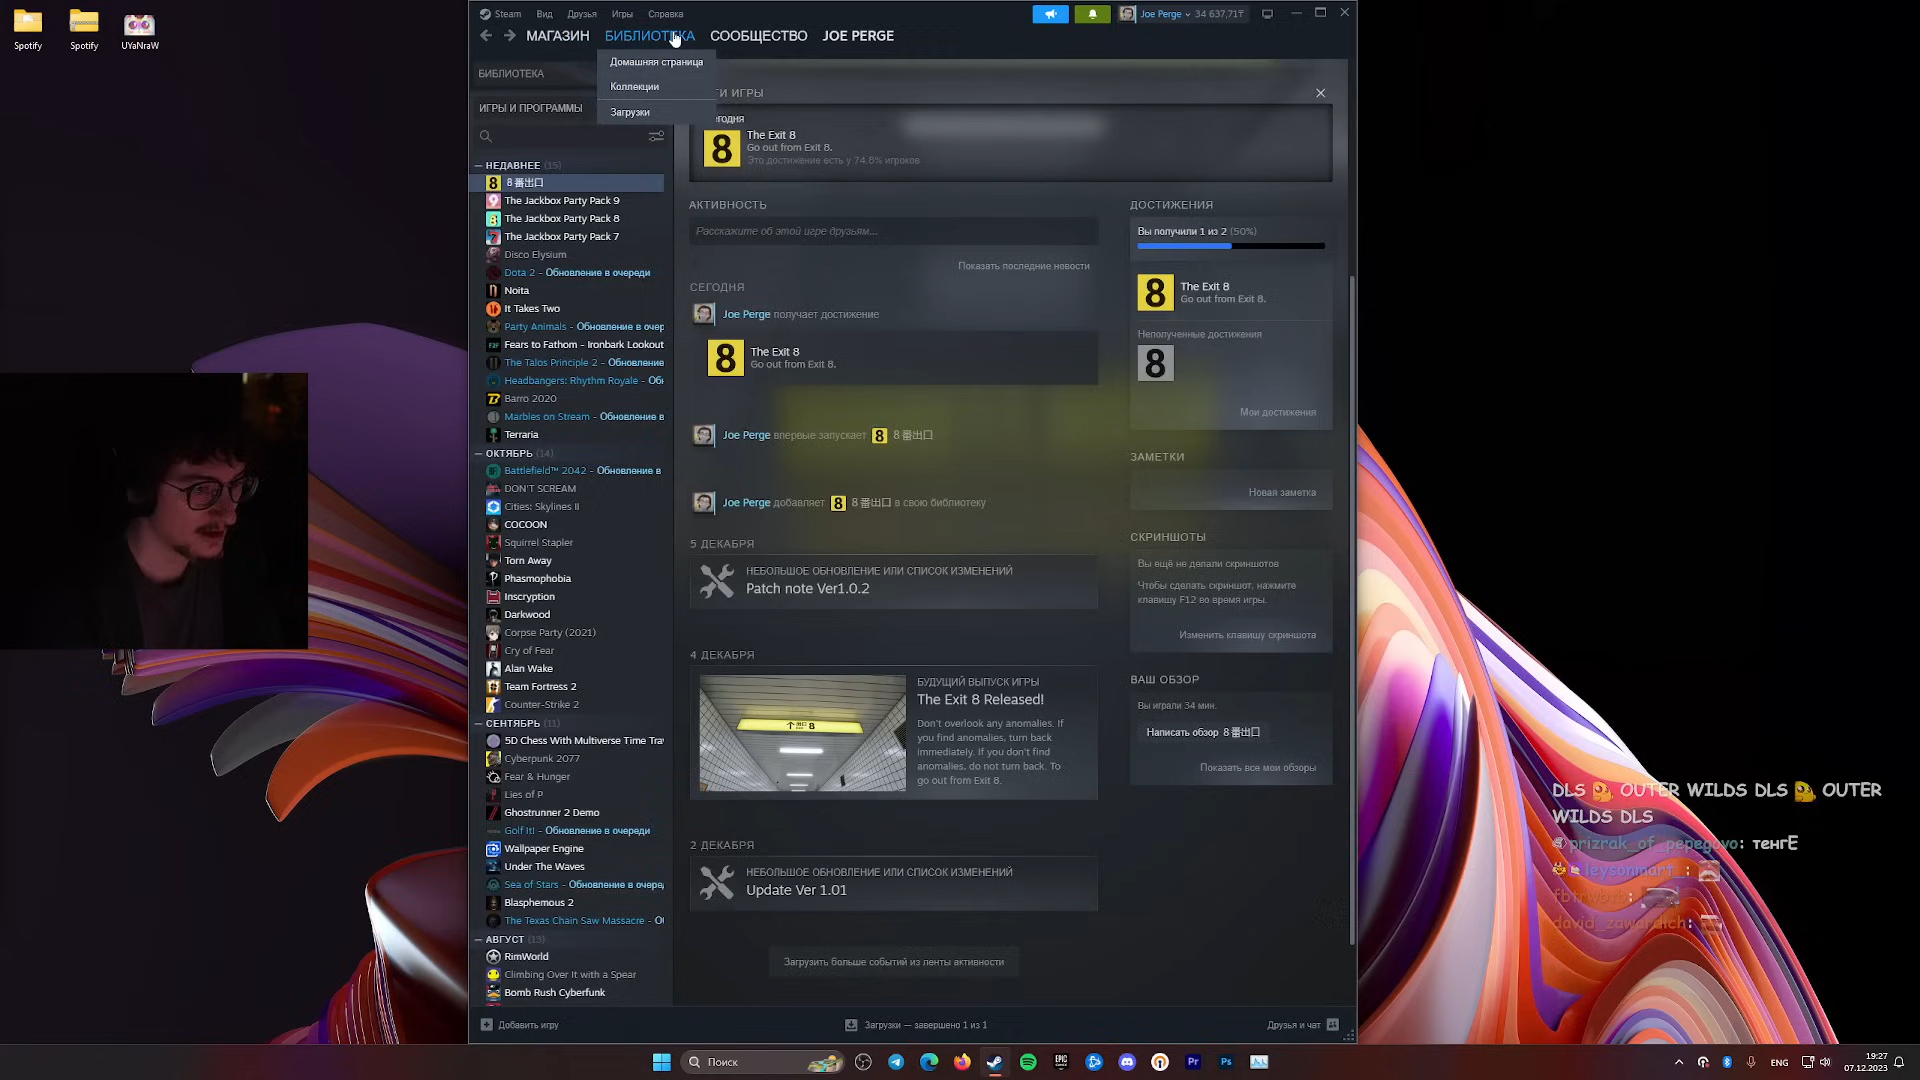 Spotify
Spotify
UYaNraW
Steam Вид Друзья Игры Справка
Joe Perge 34 637,71₸
МАГАЗИН БИБЛИОТЕКА СООБЩЕСТВО JOE PERGE
Домашняя страница
Коллекции
Загрузки
БИБЛИОТЕКА
ИГРЫ И ПРОГРАММЫ
НЕДАВНЕЕ (15)
8番出口
The Jackbox Party Pack 9
The Jackbox Party Pack 8
The Jackbox Party Pack 7
Disco Elysium
Dota 2 - Обновление в очереди
Noita
It Takes Two
Party Animals - Обновление в очер
Fears to Fathom - Ironbark Lookout
The Talos Principle 2 - Обновление
Headbangers: Rhythm Royale - Обн
Barro 2020
Marbles on Stream - Обновление в
Terraria
ОКТЯБРЬ (14)
Battlefield™ 2042 - Обновление в
DON'T SCREAM
Cities: Skylines II
COCOON
Squirrel Stapler
Torn Away
Phasmophobia
Inscryption
Darkwood
Corpse Party (2021)
Cry of Fear
Alan Wake
Team Fortress 2
Counter-Strike 2
СЕНТЯБРЬ (11)
5D Chess With Multiverse Time Tra
Cyberpunk 2077
Fear & Hunger
Lies of P
Ghostrunner 2 Demo
Golf It! - Обновление в очереди
Wallpaper Engine
Under The Waves
Sea of Stars - Обновление в очере
Blasphemous 2
The Texas Chain Saw Massacre - Об
АВГУСТ (13)
RimWorld
Climbing Over It with a Spear
Bomb Rush Cyberfunk
Добавить игру
ТИ ИГРЫ
егодня
8
The Exit 8
Go out from Exit 8.
Это достижение есть у 74.8% игроков
АКТИВНОСТЬ
Расскажите об этой игре друзьям...
Показать последние новости
СЕГОДНЯ
Joe Perge получает достижение
8
The Exit 8
Go out from Exit 8.
Joe Perge впервые запускает 8 8番出口
Joe Perge добавляет 8 8番出口 в свою библиотеку
5 ДЕКАБРЯ
НЕБОЛЬШОЕ ОБНОВЛЕНИЕ ИЛИ СПИСОК ИЗМЕНЕНИЙ
Patch note Ver1.0.2
4 ДЕКАБРЯ
БУДУЩИЙ ВЫПУСК ИГРЫ
The Exit 8 Released!
Don't overlook any anomalies. If
you find anomalies, turn back
immediately. If you don't find
anomalies, do not turn back. To
go out from Exit 8.
↑出口 8
2 ДЕКАБРЯ
НЕБОЛЬШОЕ ОБНОВЛЕНИЕ ИЛИ СПИСОК ИЗМЕНЕНИЙ
Update Ver 1.01
Загрузить больше событий из ленты активности
ДОСТИЖЕНИЯ
Вы получили 1 из 2 (50%)
8
The Exit 8
Go out from Exit 8.
Неполученные достижения
8
Мои достижения
ЗАМЕТКИ
Новая заметка
СКРИНШОТЫ
Вы ещё не делали скриншотов
Чтобы сделать скриншот, нажмите
клавишу F12 во время игры.
Изменить клавишу скриншота
ВАШ ОБЗОР
Вы играли 34 мин.
Написать обзор 8番出口
Показать все мои обзоры
Загрузки — завершено 1 из 1
Друзья и чат
DLS OUTER WILDS DLS OUTER
WILDS DLS
prizrak_of_pepegovo: тенгЕ
leysonmart :
david_zawardich:
Поиск
EPIC
Pr
Ps
ENG
19:27
07.12.2023